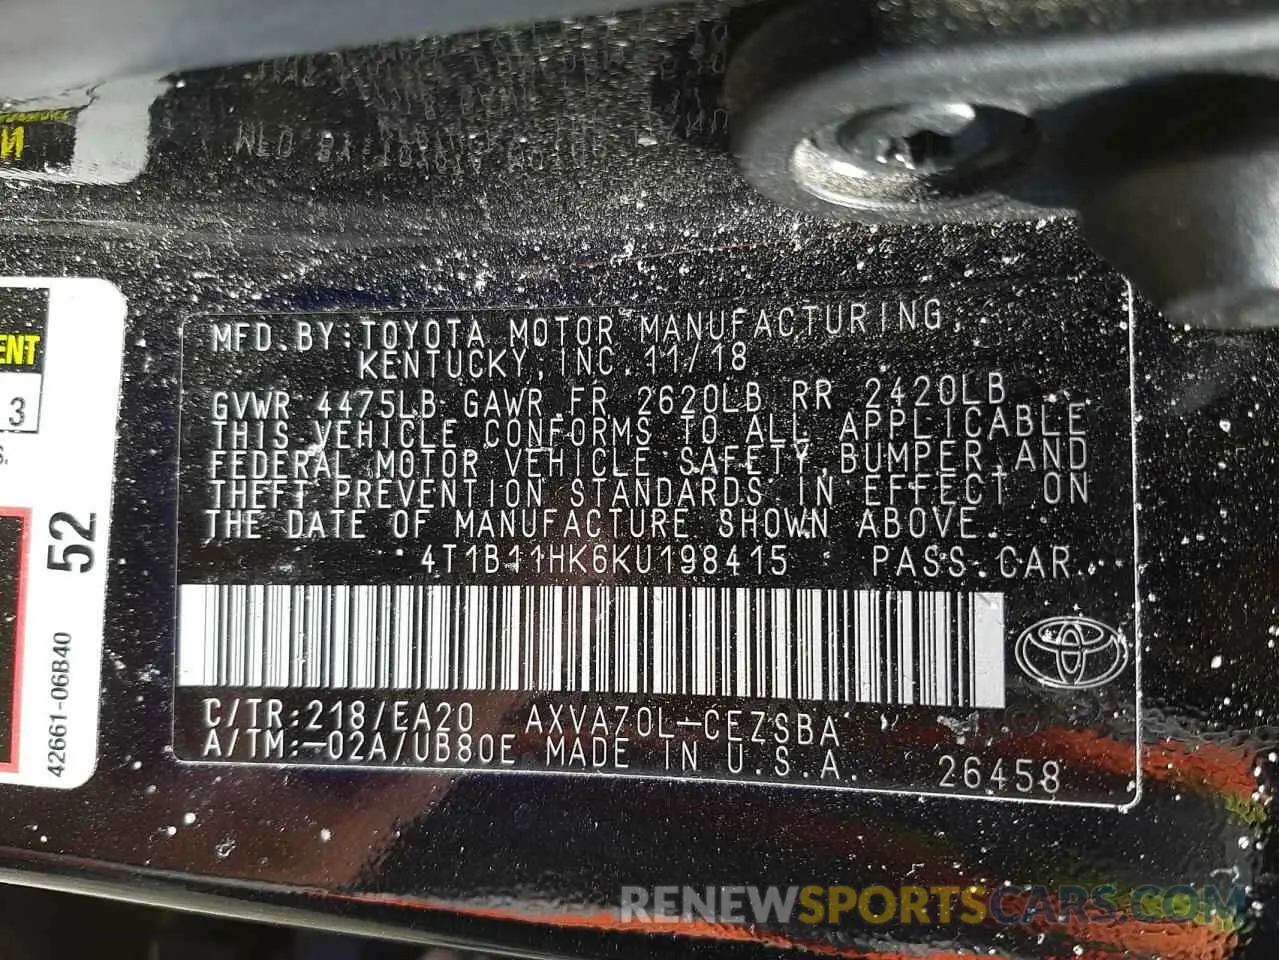 ENT
3
S.
52
42661-06B40
MFD.BY:TOYOTA MOTOR MANUFACTURING,
KENTUCKY,INC. 11/18
GVWR 4475LB GAWR FR 2620LB RR 2420LB
THIS VEHICLE CONFORMS TO ALL APPLICABLE
FEDERAL MOTOR VEHICLE SAFETY,BUMPER,AND
THEFT PREVENTION STANDARDS IN EFFECT ON
THE DATE OF MANUFACTURE SHOWN ABOVE.
4T1B11HK6KU198415 PASS.CAR
C/TR:218/EA20 AXVA70L-CEZSBA
A/TM:-02A/UB80E MADE IN U.S.A. 26458
RENEWSPORTSCARS.COM